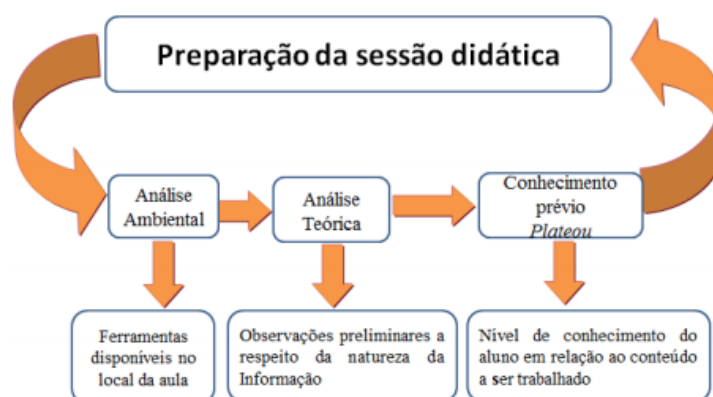 Preparação da sessão didática
Análise
Ambiental
Análise
Teórica
Conhecimento
prévio
Plateou
Ferramentas
disponíveis no
local da aula
Observações preliminares a
respeito da natureza da
Informação
Nível de conhecimento do
aluno em relação ao conteúdo
a ser trabalhado